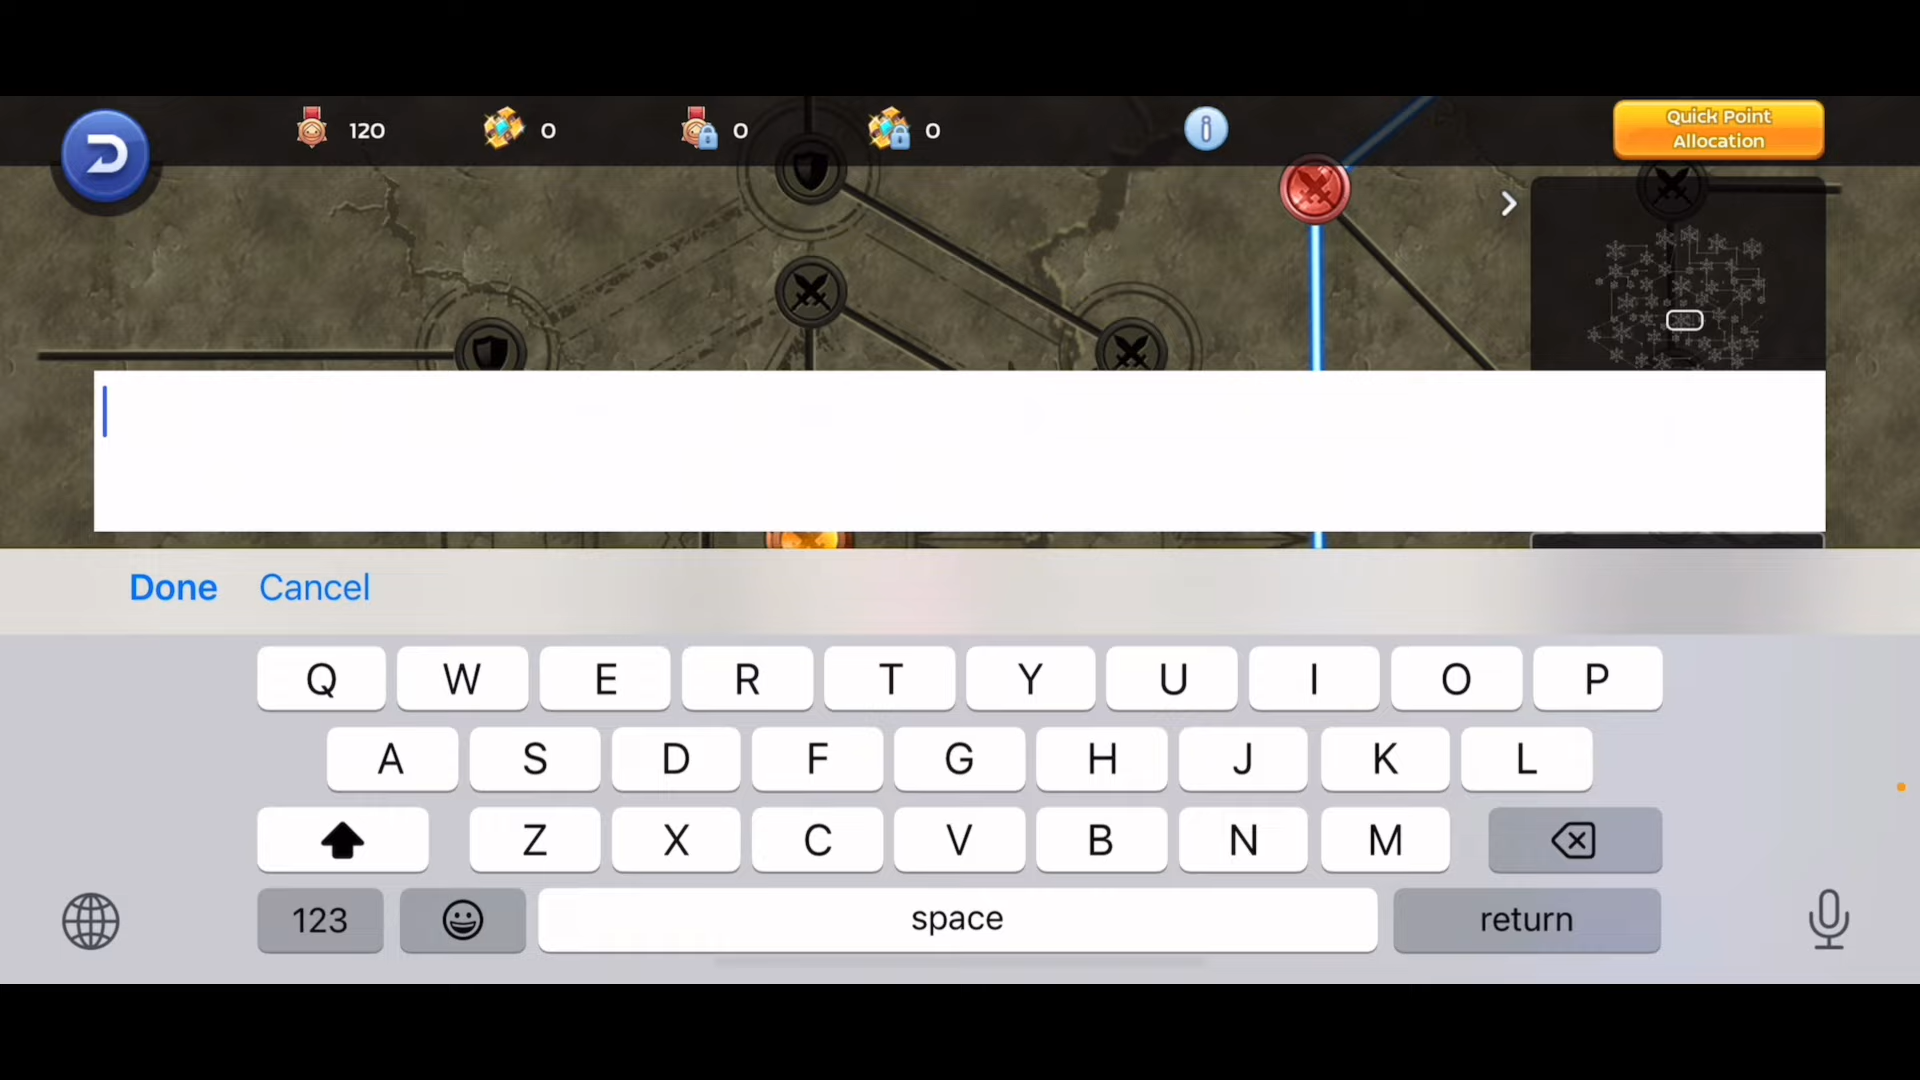 120 0 0 0
Quick Point
Allocation
Done Cancel
Q W E R T Y U I O P
A S D F G H J K L
Z X C V B N M
123 space return